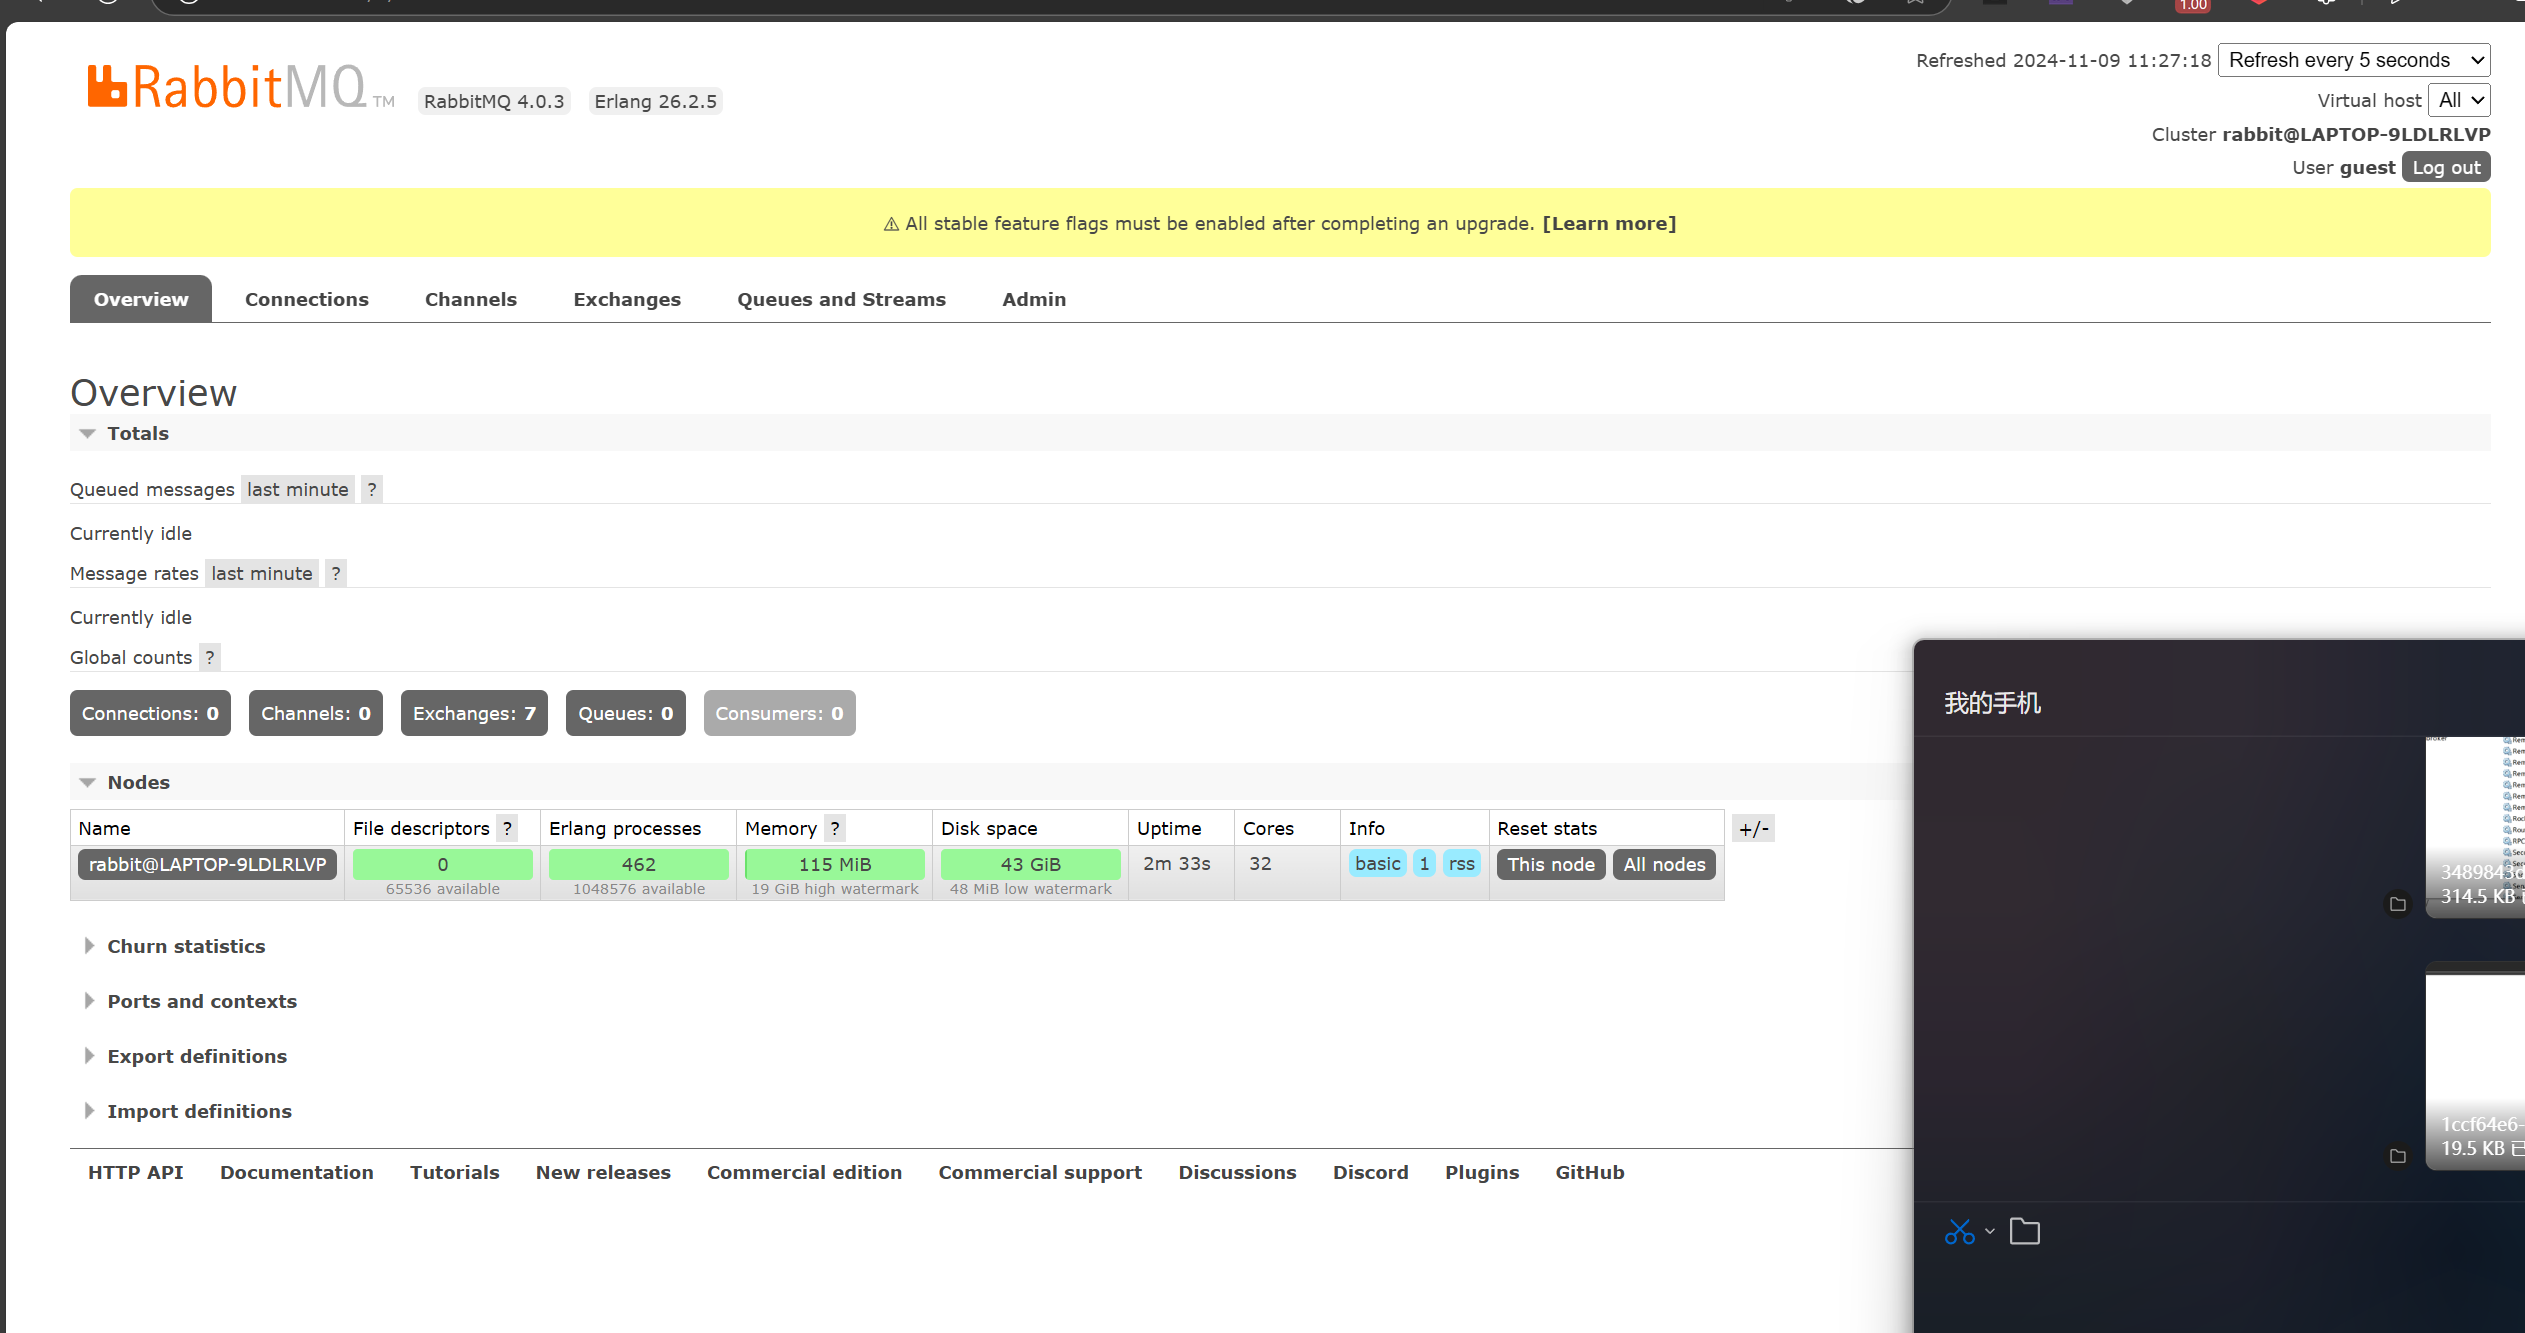 1.00
RabbitMQ TM RabbitMQ 4.0.3 Erlang 26.2.5
Refreshed 2024-11-09 11:27:18 Refresh every 5 seconds
Virtual host All
Cluster rabbit@LAPTOP-9LDLRLVP
User guest Log out
⚠ All stable feature flags must be enabled after completing an upgrade. [Learn more]
Overview Connections Channels Exchanges Queues and Streams Admin
Overview
Totals
Queued messages last minute ?
Currently idle
Message rates last minute ?
Currently idle
Global counts ?
Connections: 0 Channels: 0 Exchanges: 7 Queues: 0 Consumers: 0
Nodes
Name File descriptors ? Erlang processes Memory ? Disk space Uptime Cores Info Reset stats +/-
rabbit@LAPTOP-9LDLRLVP 0 462 115 MiB 43 GiB 2m 33s 32 basic 1 rss This node All nodes
65536 available 1048576 available 19 GiB high watermark 48 MiB low watermark
Churn statistics
Ports and contexts
Export definitions
Import definitions
HTTP API Documentation Tutorials New releases Commercial edition Commercial support Discussions Discord Plugins GitHub
我的手机
3489843d
314.5 KB
1ccf64e6-
19.5 KB